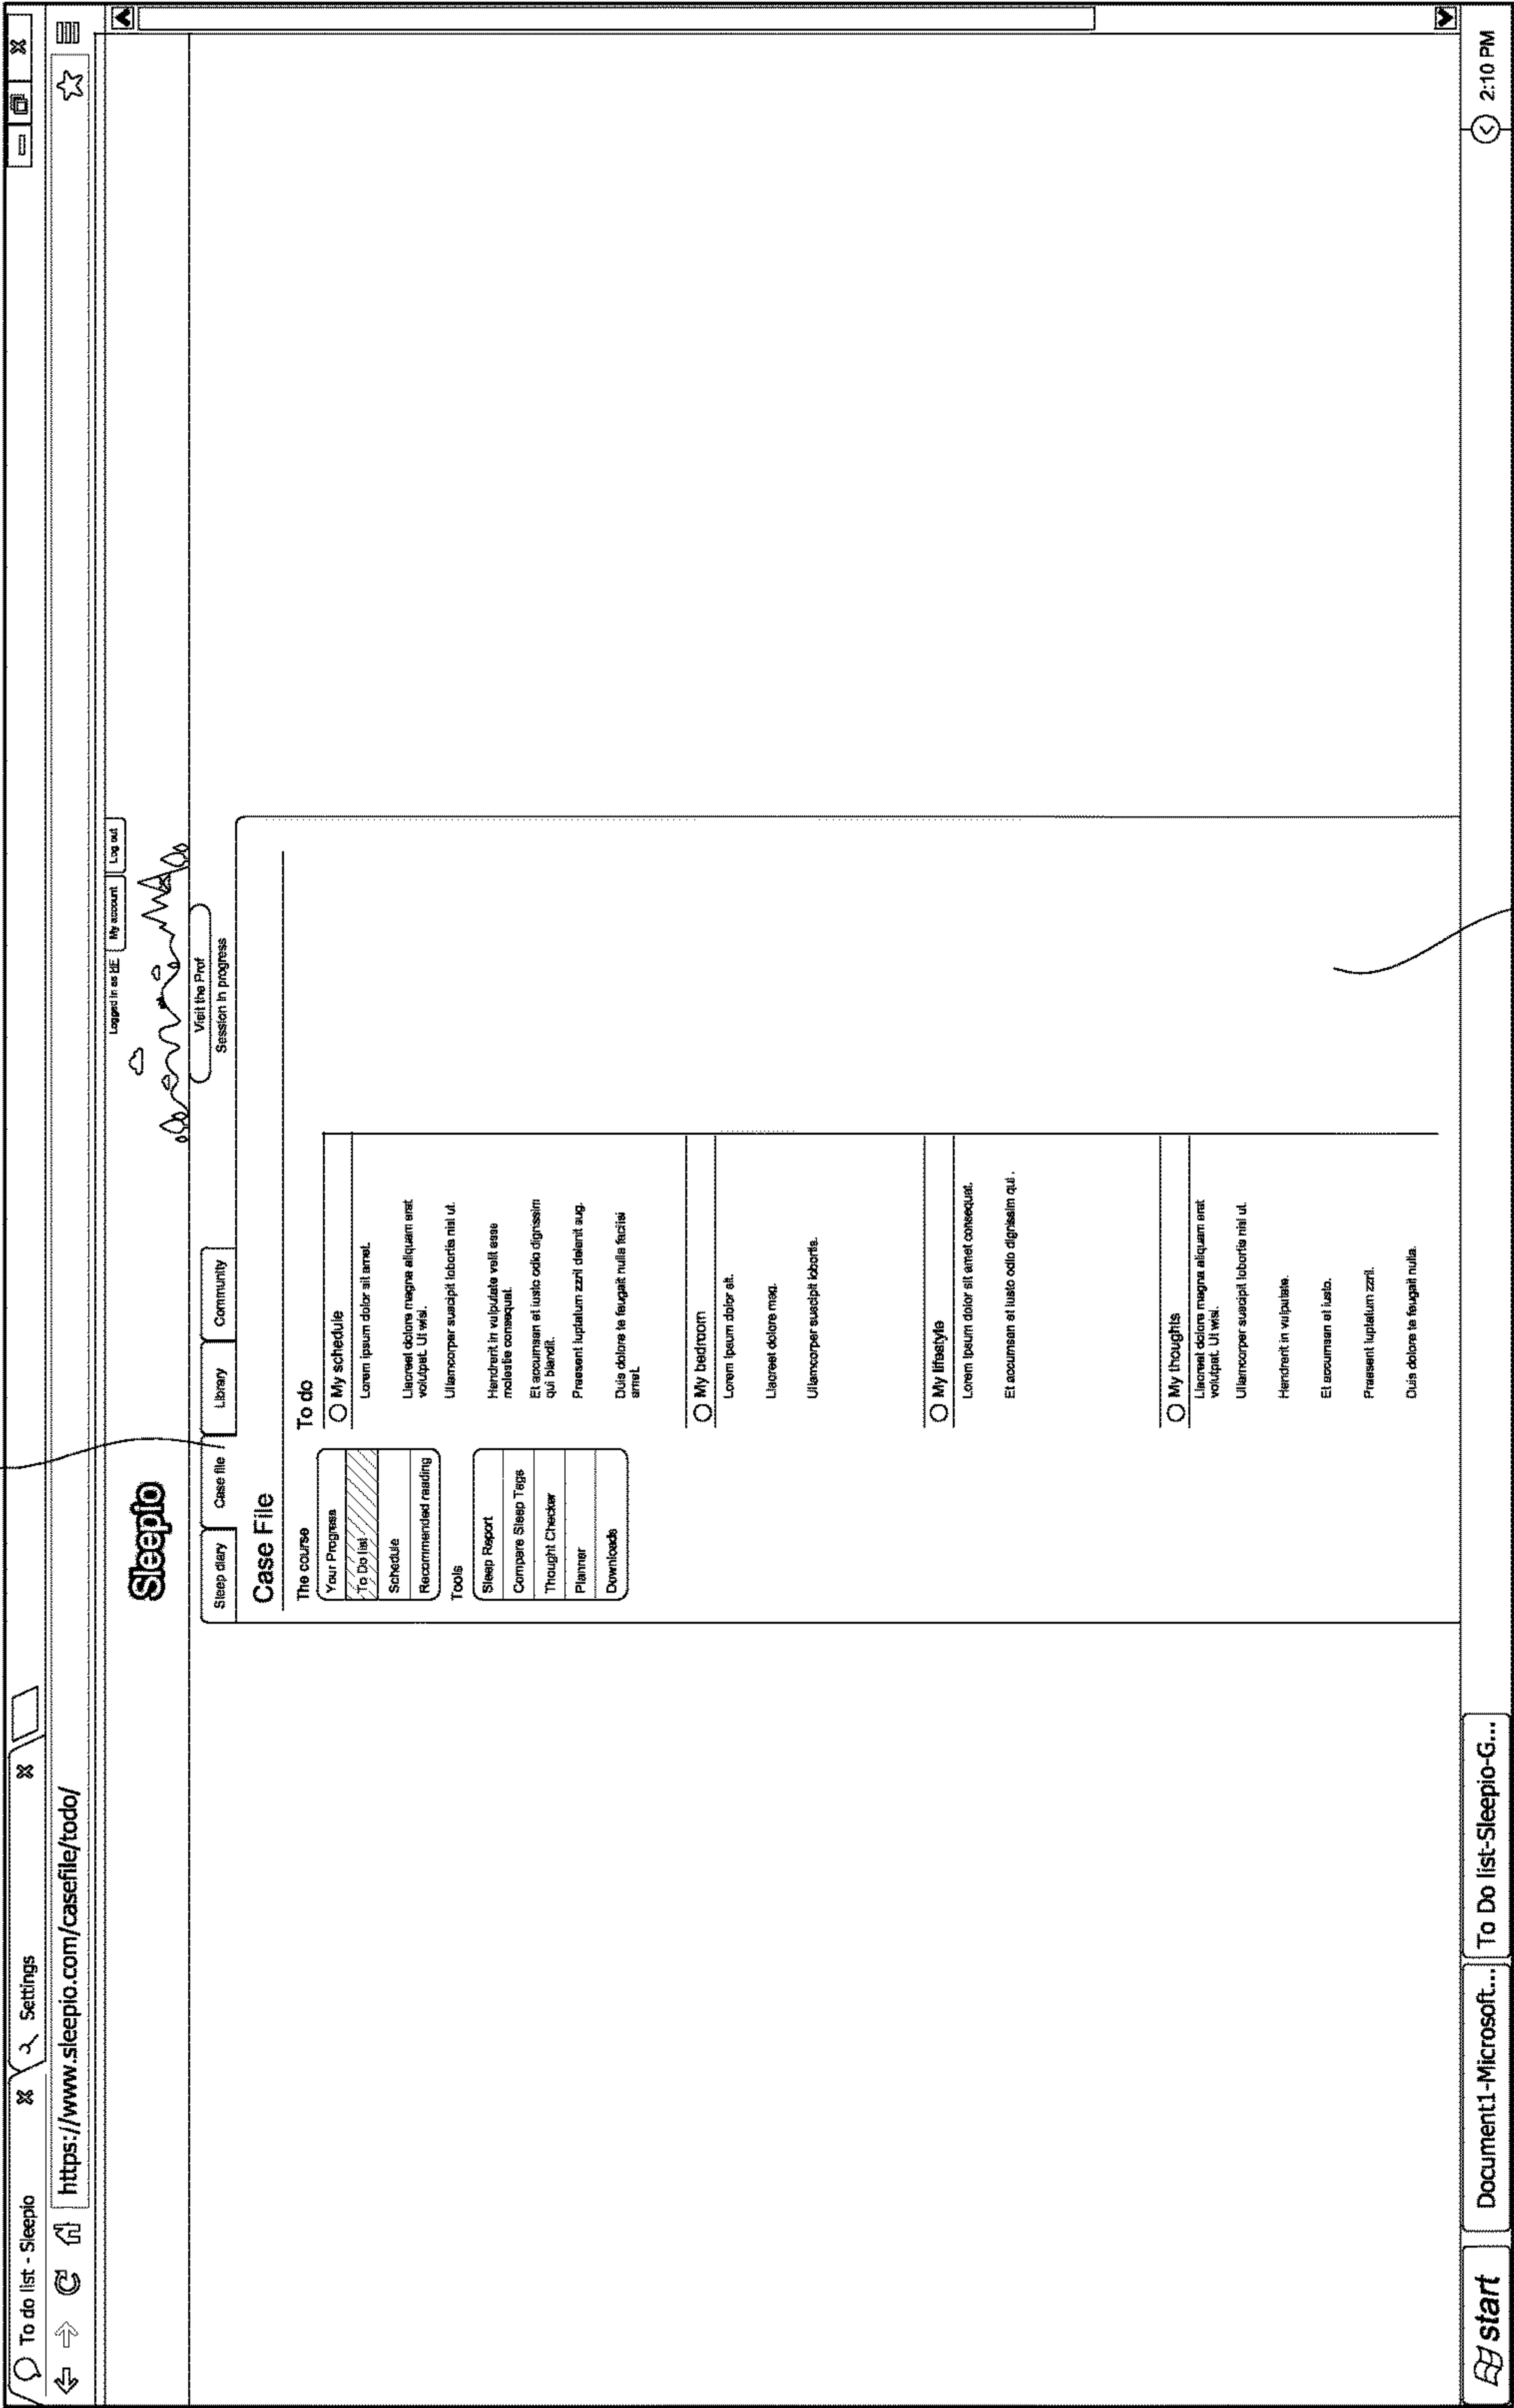 To do list - Sleepio
Settings
https://www.sleepio.com/casefile/todo/
Logged in as ME
My account
Log out
Sleepio
Visit the Prof
Session in progress
Sleep diary
Case file
Library
Community
Case File
The course
Your Progress
To Do list
Schedule
Recommended reading
Tools
Sleep Report
Compare Sleep Tags
Thought Checker
Planner
Downloads
To do
My schedule
Lorem ipsum dolor sit amet.
Llaoreet dolore magna aliquam erat
volutpat. Ut wisi.
Ullamcorper suscipit lobortis nisl ut.
Hendrerit in vulputate velit esse
molestie consequat.
Et accumsan et iusto odio dignissim
qui blandit.
Praesent luptatum zzril delenit aug.
Duis dolore te feugait nulla facilisi
amet.
My bedroom
Lorem ipsum dolor sit.
Llaoreet dolore mag.
Ullamcorper suscipit lobortis.
My lifestyle
Lorem ipsum dolor sit amet consequat.
Et accumsan et iusto odio dignissim qui .
My thoughts
Llaoreet dolore magna aliquam erat
volutpat. Ut wisi.
Ullamcorper suscipit lobortis nisl ut.
Hendrerit in vulputate.
Et accumsan et iusto.
Praesent luptatum zzril.
Duis dolore te feugait nulla.
start
Document1-Microsoft...
To Do list-Sleepio-G...
2:10 PM